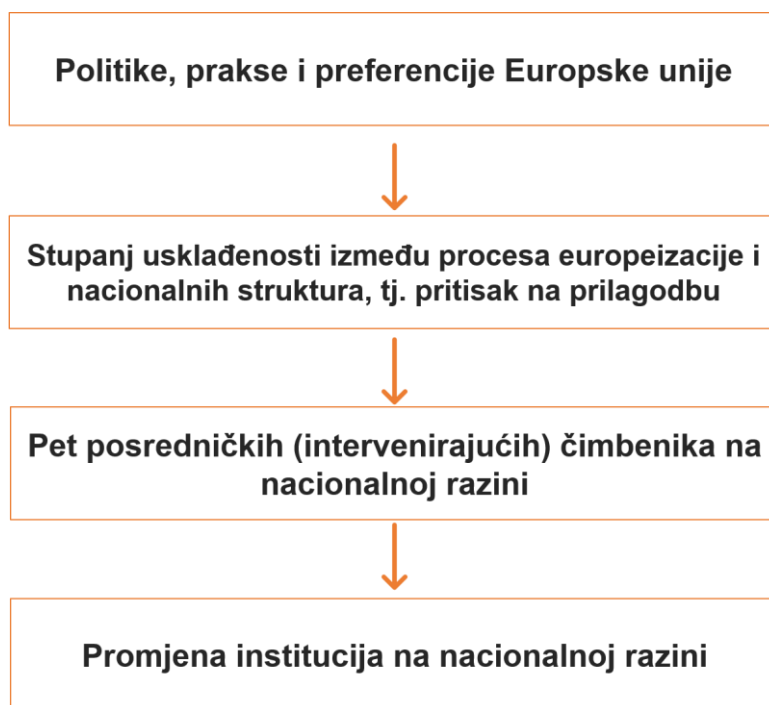 Politike, prakse i preferencije Europske unije
Stupanj usklađenosti između procesa europeizacije i
nacionalnih struktura, tj. pritisak na prilagodbu
Pet posredničkih (intervenirajućih) čimbenika na
nacionalnoj razini
Promjena institucija na nacionalnoj razini